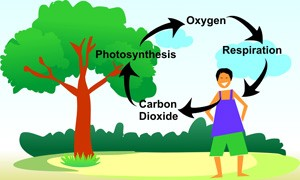 Oxygen
Photosynthesis
Respiration
Carbon
Dioxide